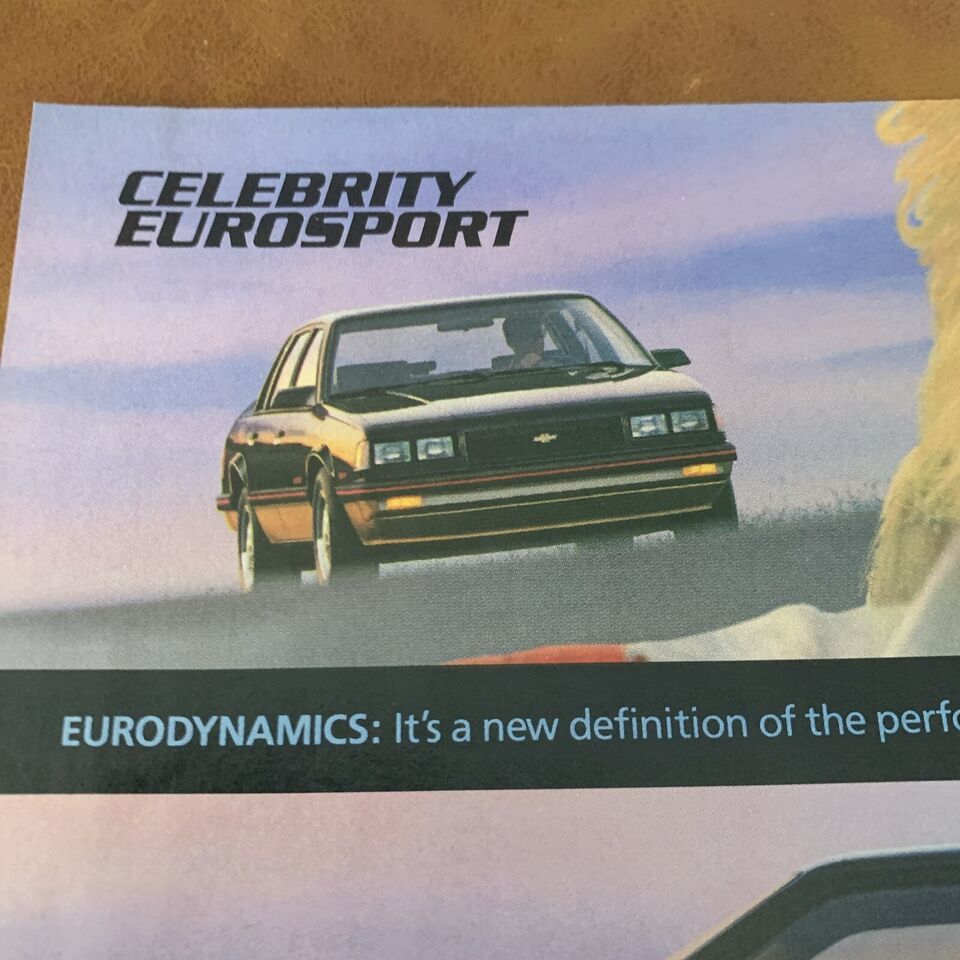 CELEBRITY
EUROSPORT
EURODYNAMICS: It's a new definition of the perfo